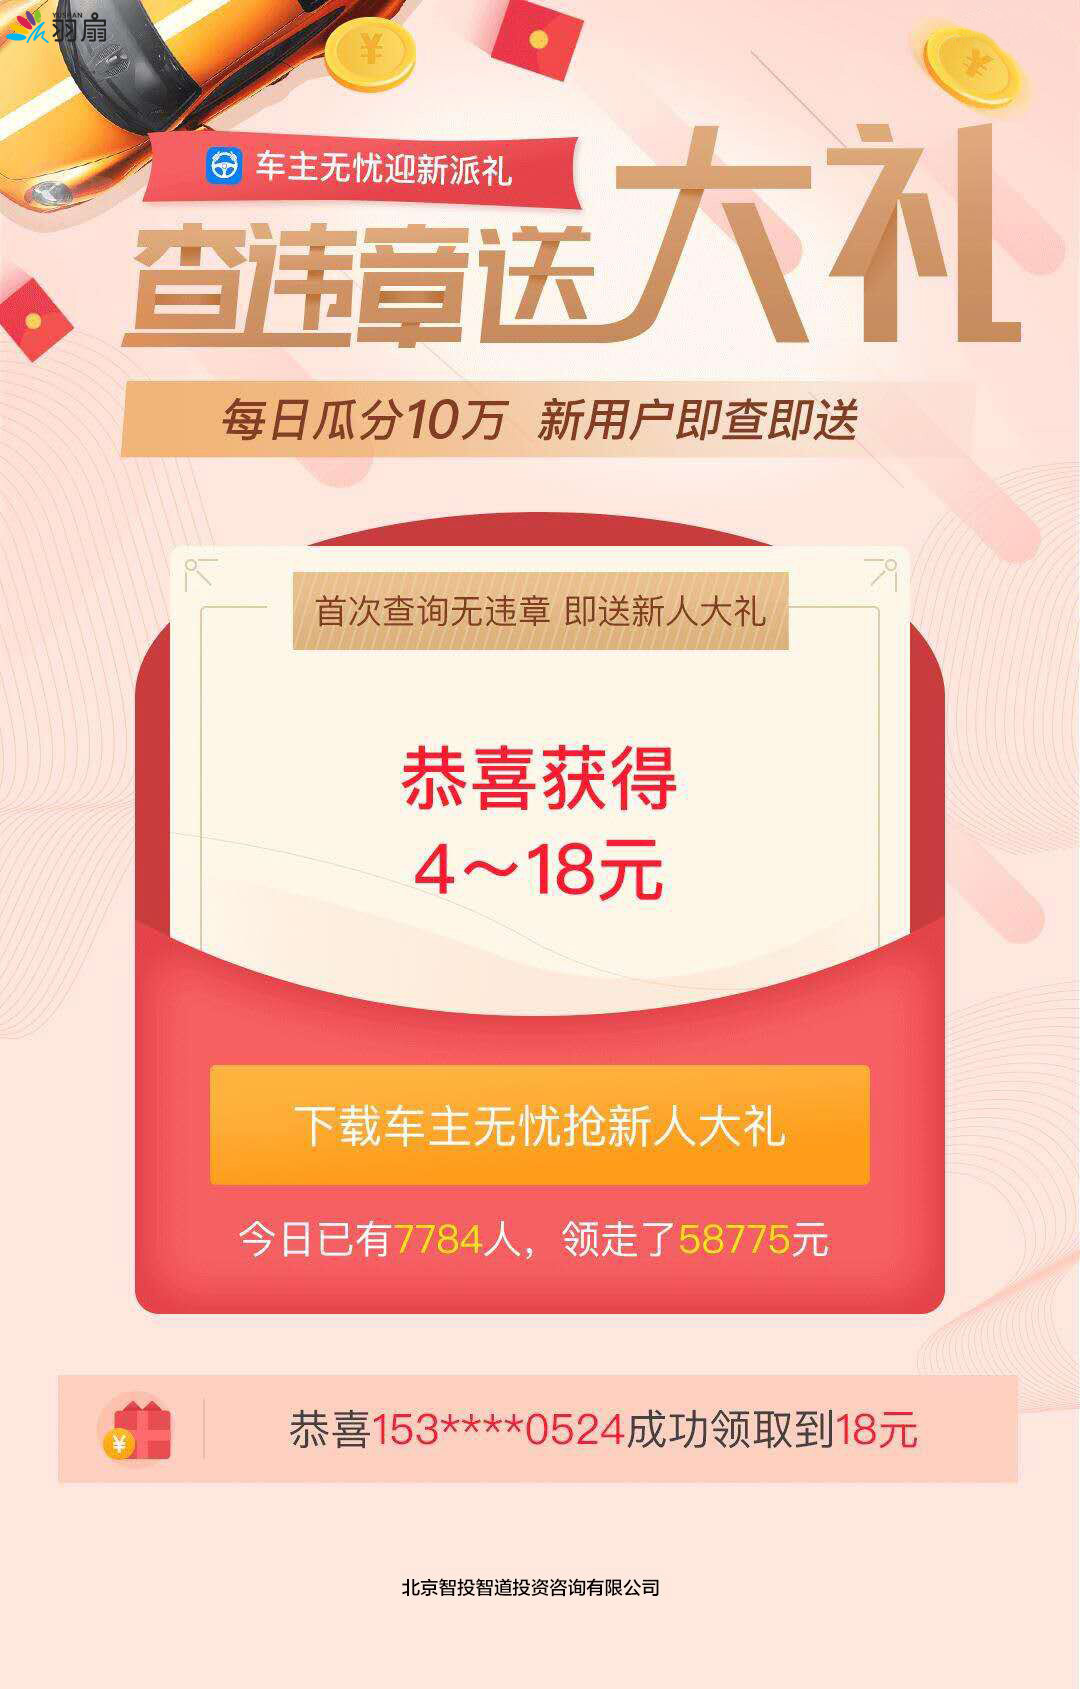 YUSHAN
羽扇
车主无忧迎新派礼
查违章送大礼
每日瓜分10万 新用户即查即送
首次查询无违章 即送新人大礼
恭喜获得
4～18元
下载车主无忧抢新人大礼
今日已有7784人，领走了58775元
恭喜153****0524成功领取到18元
北京智投智道投资咨询有限公司